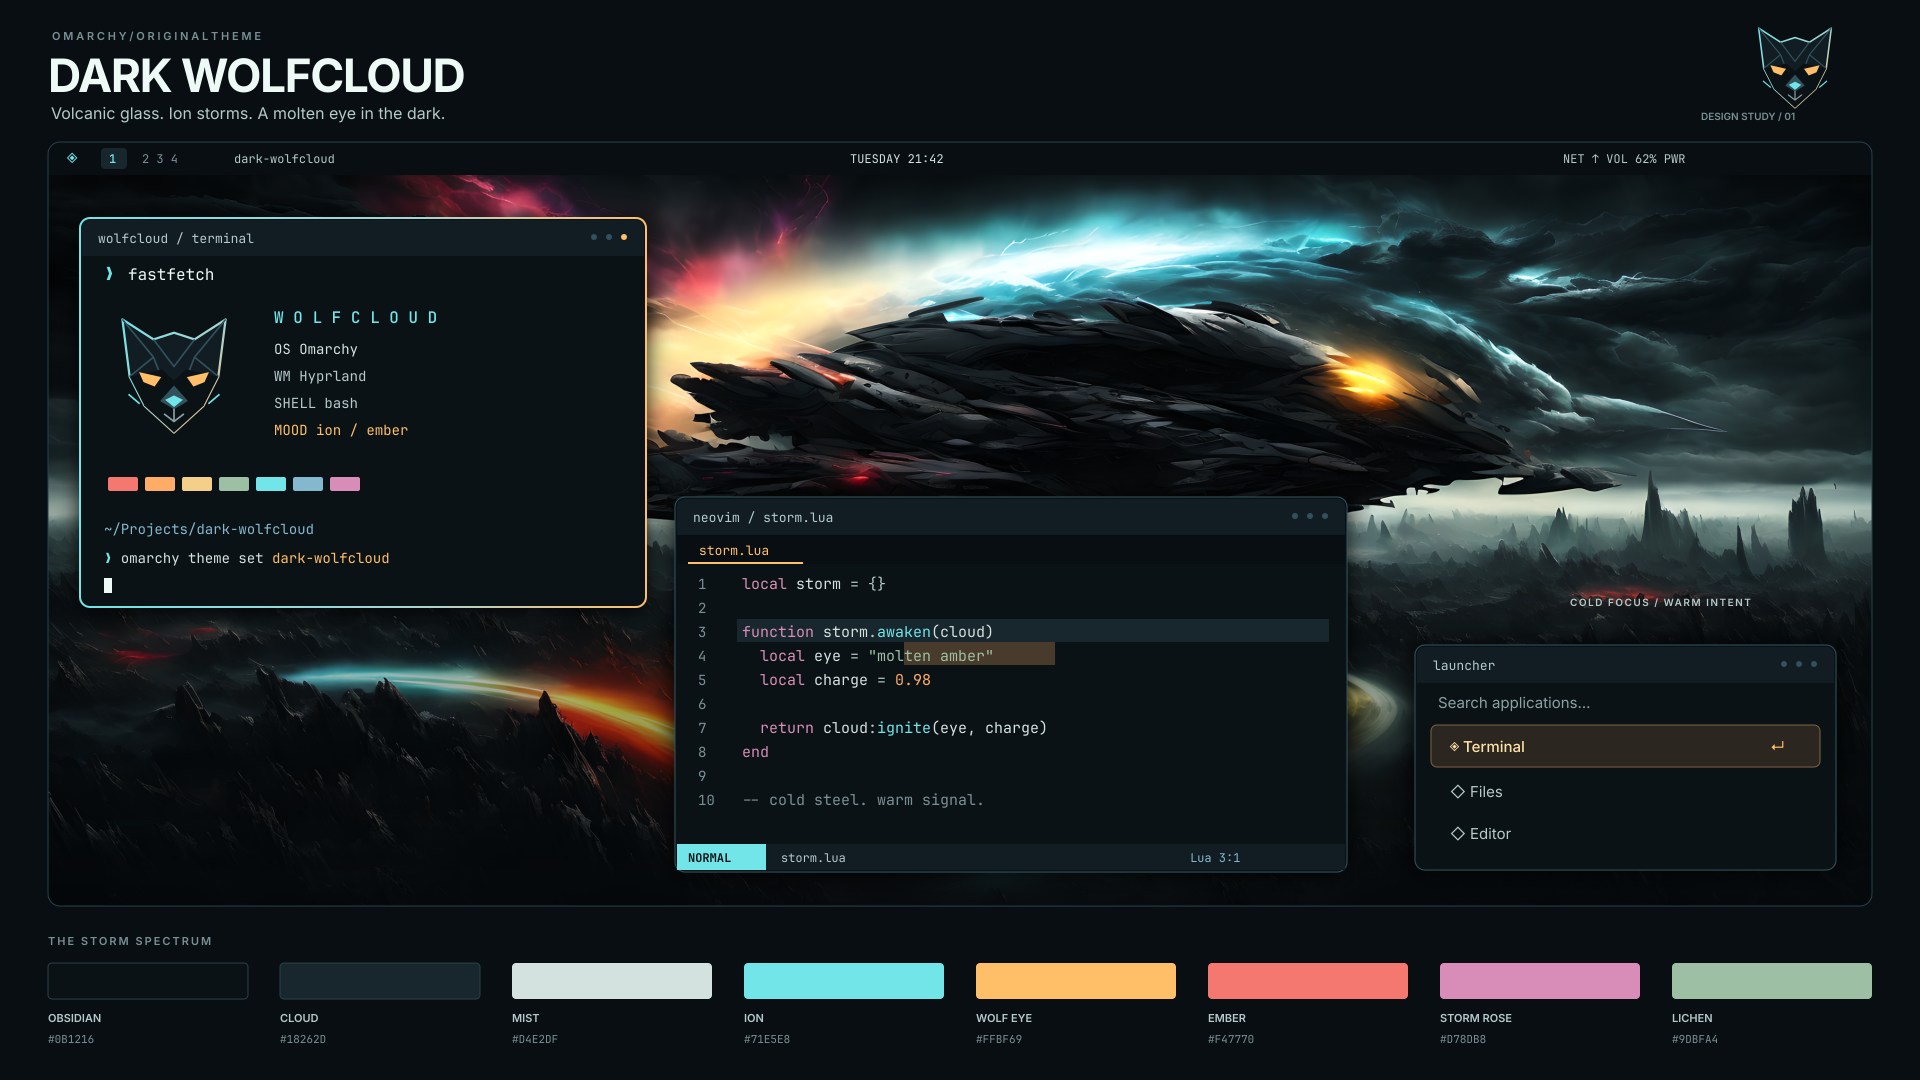 OMARCHY/ORIGINALTHEME
DARK WOLFCLOUD
Volcanic glass. Ion storms. A molten eye in the dark.
DESIGN STUDY / 01
1 2 3 4 dark-wolfcloud TUESDAY 21:42 NET ↑ VOL 62% PWR
wolfcloud / terminal
❯ fastfetch
WOLFCLOUD
OS Omarchy
WM Hyprland
SHELL bash
MOOD ion / ember
~/Projects/dark-wolfcloud
❯ omarchy theme set dark-wolfcloud
neovim / storm.lua
storm.lua
1 local storm = {}
2
3 function storm.awaken(cloud)
4 local eye = "molten amber"
5 local charge = 0.98
6
7 return cloud:ignite(eye, charge)
8 end
9
10 -- cold steel. warm signal.
NORMAL storm.lua Lua 3:1
COLD FOCUS / WARM INTENT
launcher
Search applications...
◈ Terminal ↵
◇ Files
◇ Editor
THE STORM SPECTRUM
OBSIDIAN CLOUD MIST ION WOLF EYE EMBER STORM ROSE LICHEN
#0B1216 #18262D #D4E2DF #71E5E8 #FFBF69 #F47770 #D78DB8 #9DBFA4